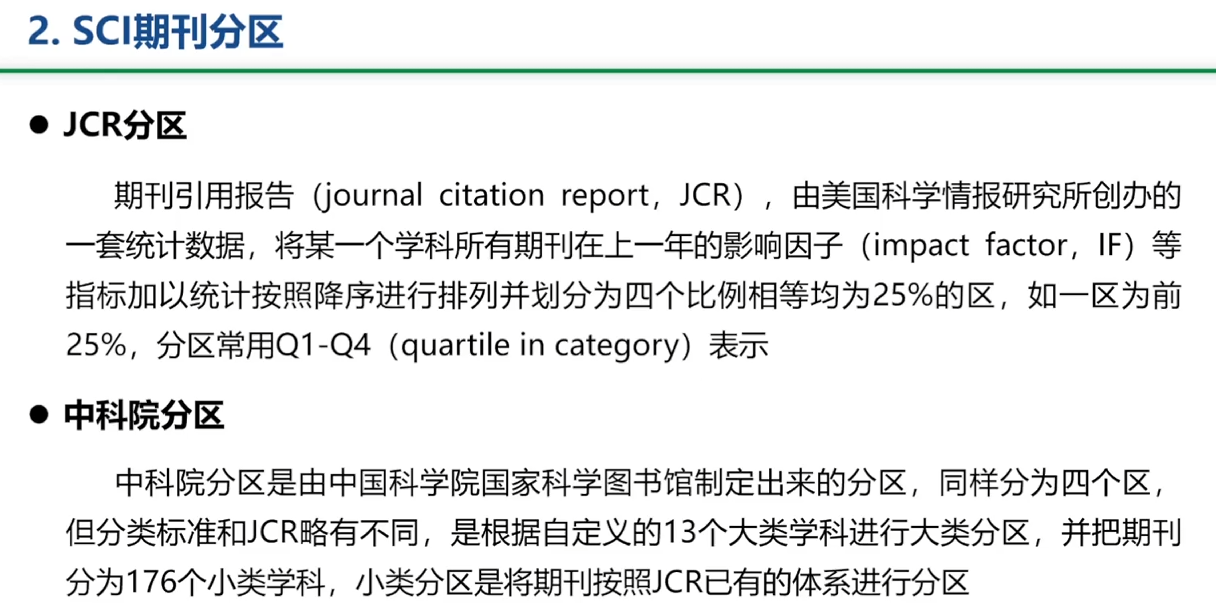 2. SCI期刊分区
● JCR分区
期刊引用报告（journal citation report，JCR），由美国科学情报研究所创办的
一套统计数据，将某一个学科所有期刊在上一年的影响因子（impact factor，IF）等
指标加以统计按照降序进行排列并划分为四个比例相等均为25%的区，如一区为前
25%，分区常用Q1-Q4（quartile in category）表示
● 中科院分区
中科院分区是由中国科学院国家科学图书馆制定出来的分区，同样分为四个区，
但分类标准和JCR略有不同，是根据自定义的13个大类学科进行大类分区，并把期刊
分为176个小类学科，小类分区是将期刊按照JCR已有的体系进行分区